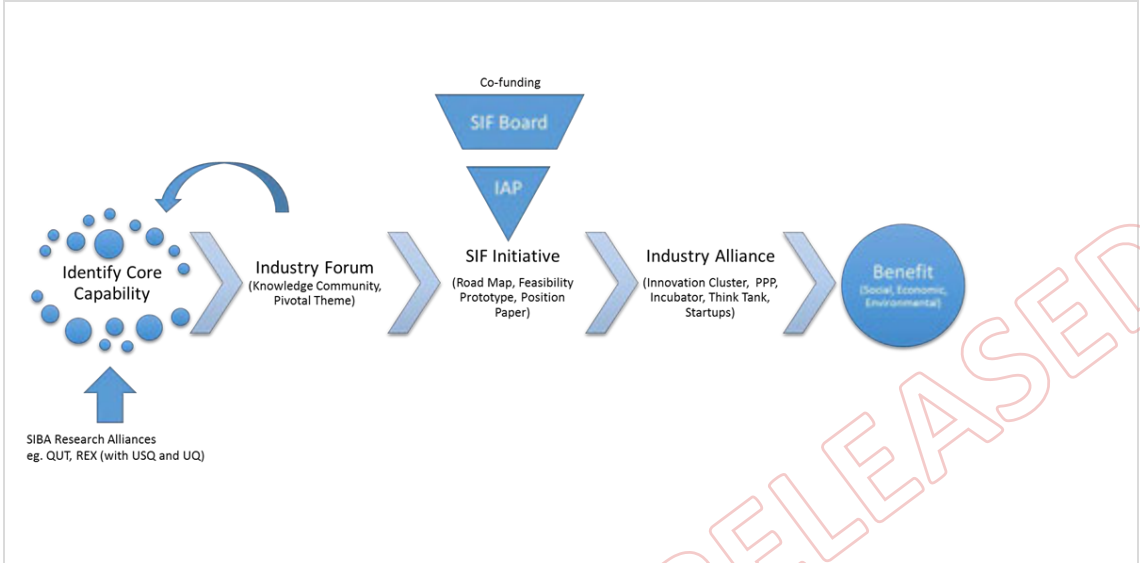 Co-funding
SIF Board
IAP
Identify Core
Capability
Industry Forum
(Knowledge Community,
Pivotal Theme)
SIF Initiative
(Road Map, Feasibility
Prototype, Position
Paper)
Industry Alliance
(Innovation Cluster, PPP,
Incubator, Think Tank,
Startups)
Benefit
(Social, Economic,
Environmental)
SIBA Research Alliances
eg. QUT, REX (with USQ and UQ)
RELEASED